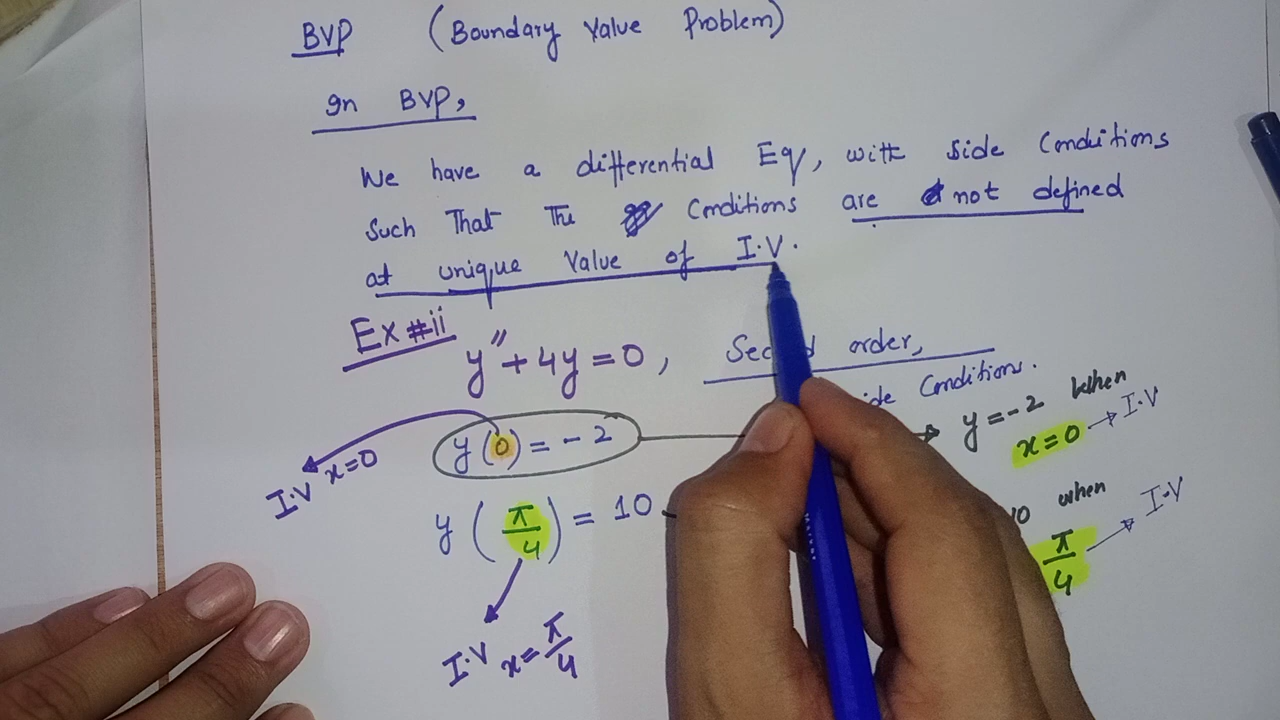 BVP (Boundary Value Problem)
In BVP,
We have a differential Eq, with side Conditions
Such That The Conditions are not defined
at unique Value of I.V.
Ex#ii
y'' + 4y = 0, order,
Conditions.
y(0) = -2
y = -2 when
x = 0 → I.V
I.V x=0
y(π/4) = 10
when
π/4 → I.V
I.V x = π/4